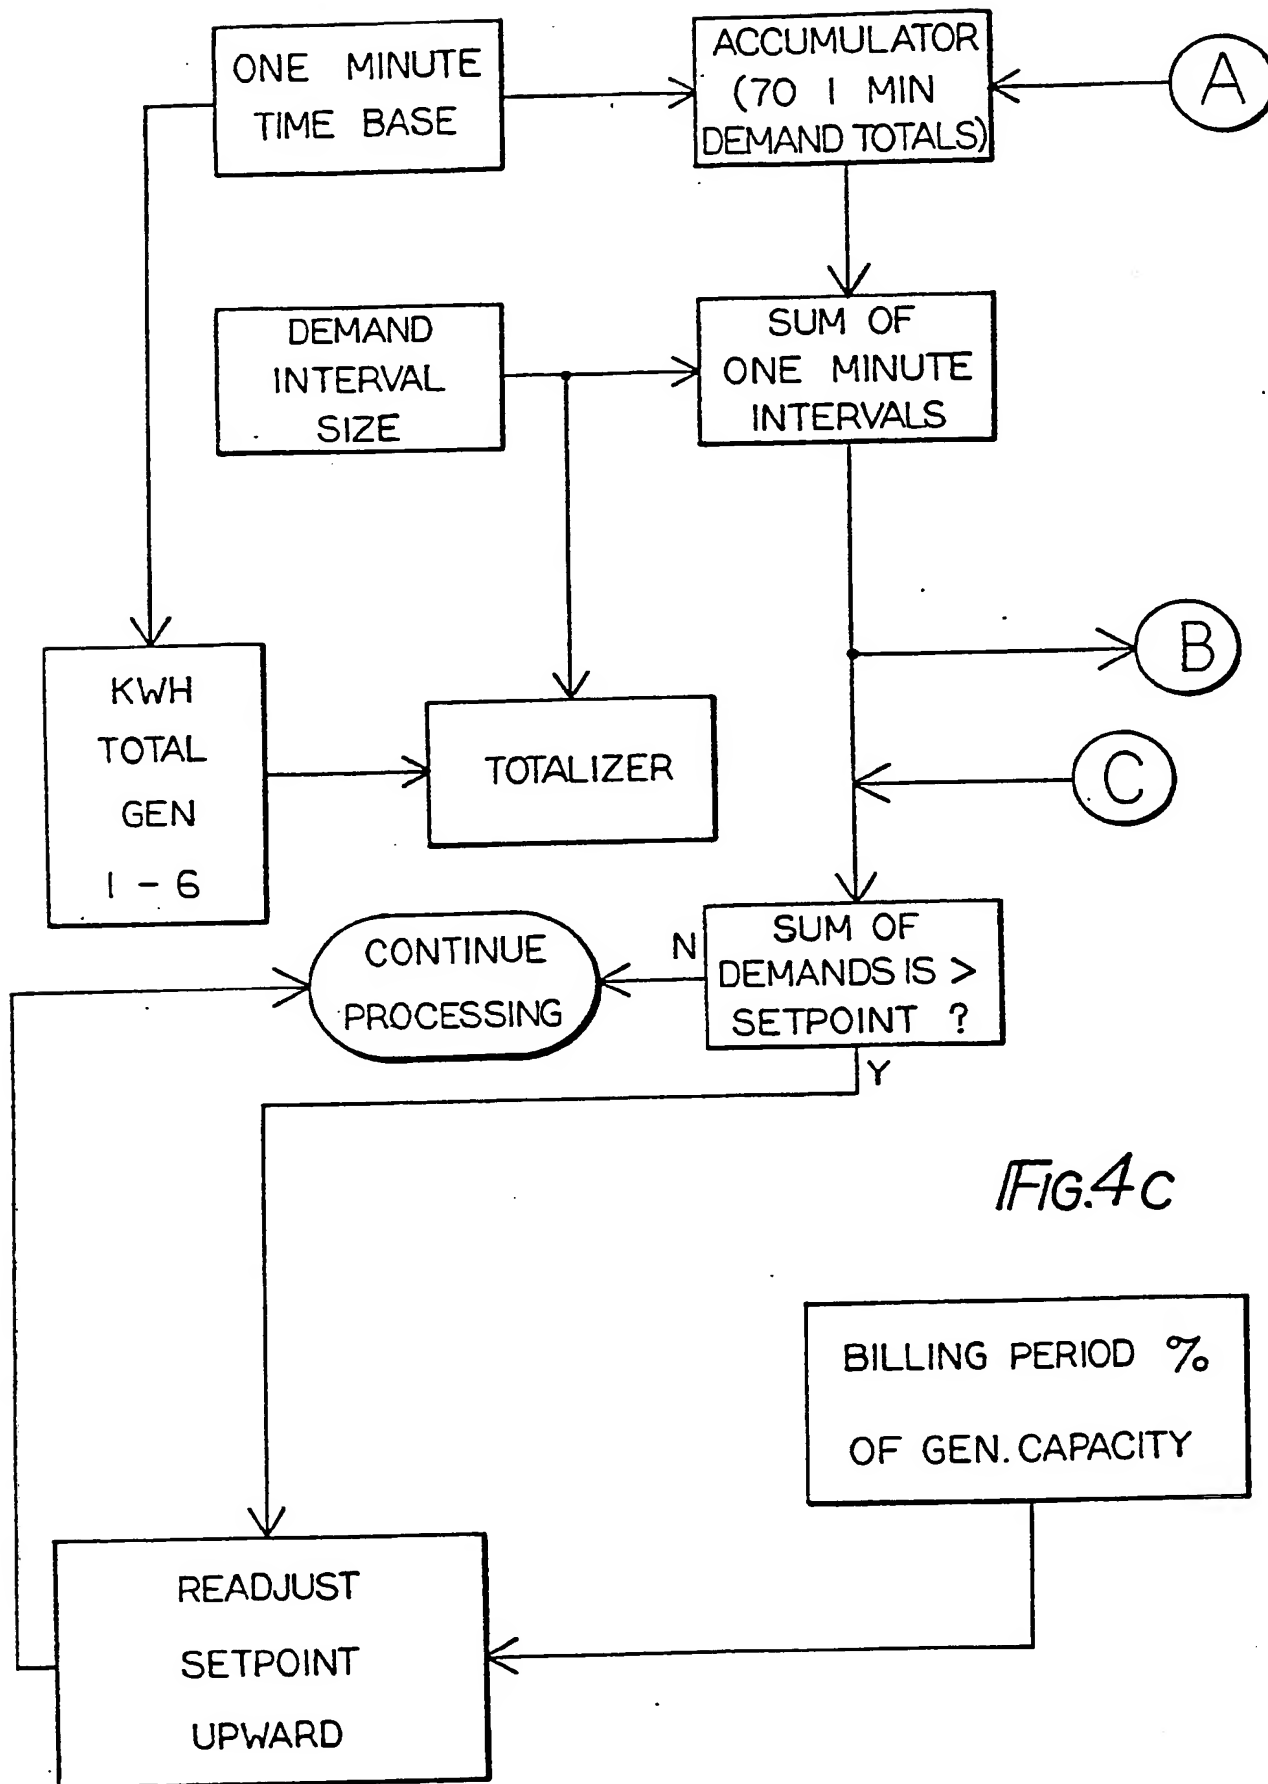 ONE MINUTE
TIME BASE
ACCUMULATOR
(70 1 MIN
DEMAND TOTALS)
A
DEMAND
INTERVAL
SIZE
SUM OF
ONE MINUTE
INTERVALS
B
KWH
TOTAL
GEN
1 - 6
TOTALIZER
C
CONTINUE
PROCESSING
N
SUM OF
DEMANDS IS >
SETPOINT ?
Y
FIG. 4C
BILLING PERIOD %
OF GEN. CAPACITY
READJUST
SETPOINT
UPWARD